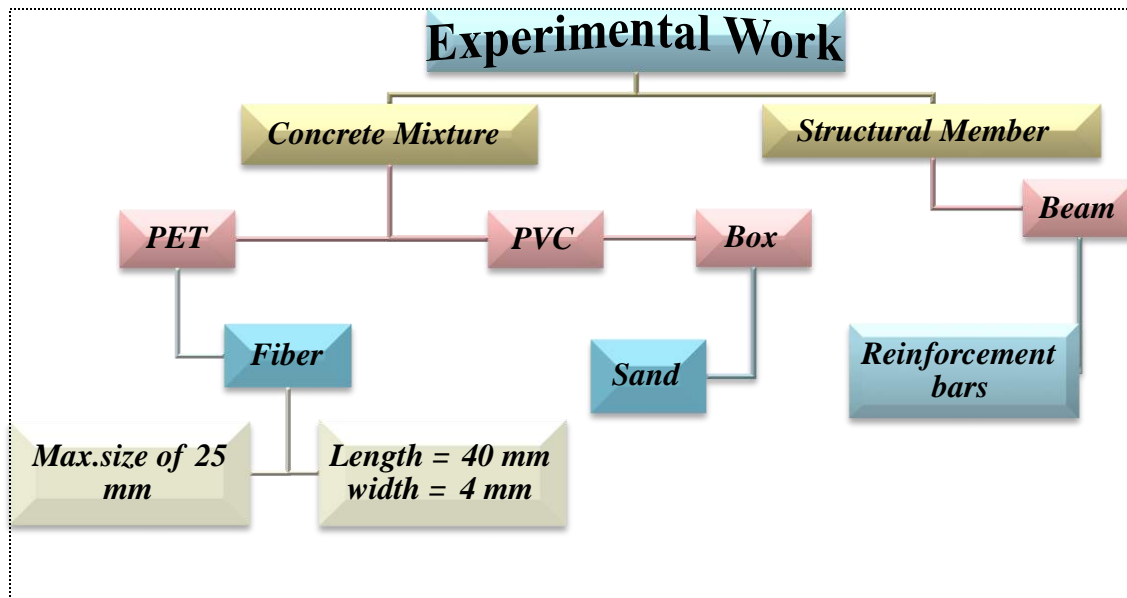 Experimental Work
Concrete Mixture
Structural Member
PET
PVC
Box
Beam
Fiber
Sand
Reinforcement
bars
Max.size of 25
mm
Length = 40 mm
width = 4 mm